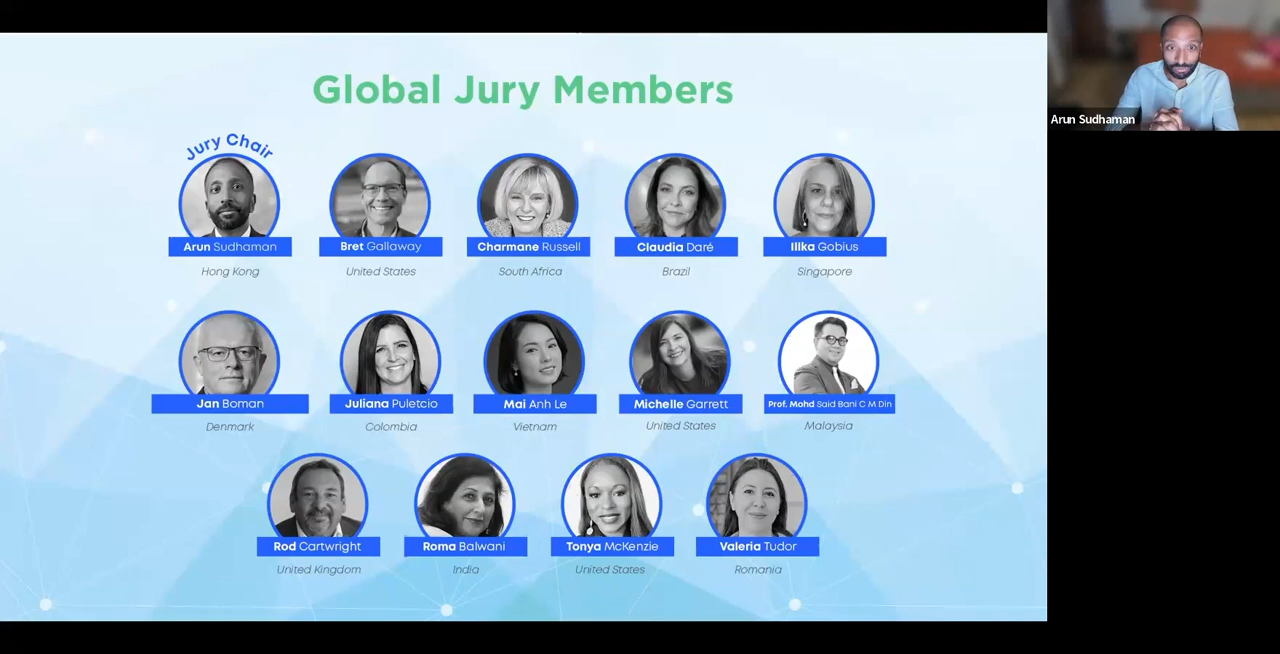 Global Jury Members
Jury Chair
Arun Sudhaman
Bret Gallaway
Charmane Russell
Claudia Daré
Illka Gobius
Hong Kong
United States
South Africa
Brazil
Singapore
Jan Boman
Juliana Puletcio
Mai Anh Le
Michelle Garrett
Prof. Mohd Said Bani C M Din
Denmark
Colombia
Vietnam
United States
Malaysia
Rod Cartwright
Roma Balwani
Tonya McKenzie
Valeria Tudor
United Kingdom
India
United States
Romania
Arun Sudhaman